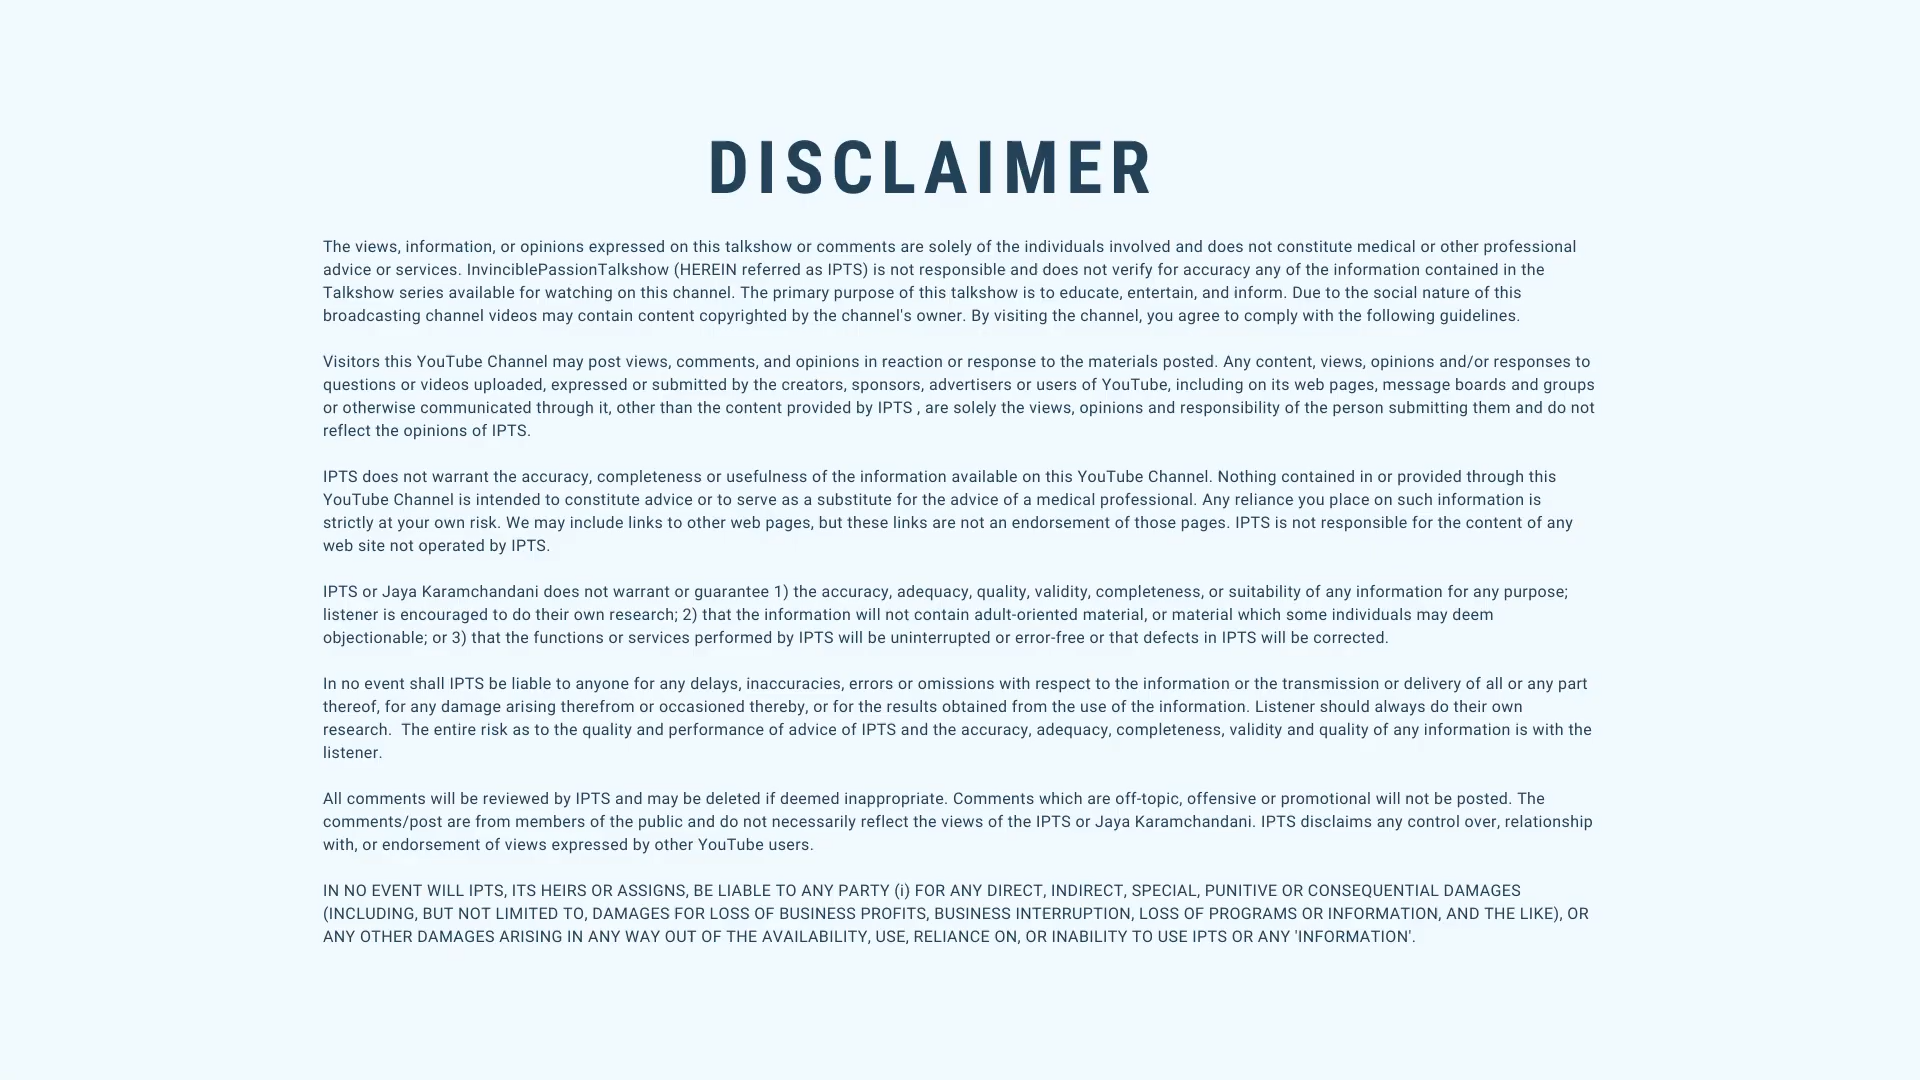 DISCLAIMER
The views, information, or opinions expressed on this talkshow or comments are solely of the individuals involved and does not constitute medical or other professional
advice or services. InvinciblePassionTalkshow (HEREIN referred as IPTS) is not responsible and does not verify for accuracy any of the information contained in the
Talkshow series available for watching on this channel. The primary purpose of this talkshow is to educate, entertain, and inform. Due to the social nature of this
broadcasting channel videos may contain content copyrighted by the channel's owner. By visiting the channel, you agree to comply with the following guidelines.
Visitors this YouTube Channel may post views, comments, and opinions in reaction or response to the materials posted. Any content, views, opinions and/or responses to
questions or videos uploaded, expressed or submitted by the creators, sponsors, advertisers or users of YouTube, including on its web pages, message boards and groups
or otherwise communicated through it, other than the content provided by IPTS , are solely the views, opinions and responsibility of the person submitting them and do not
reflect the opinions of IPTS.
IPTS does not warrant the accuracy, completeness or usefulness of the information available on this YouTube Channel. Nothing contained in or provided through this
YouTube Channel is intended to constitute advice or to serve as a substitute for the advice of a medical professional. Any reliance you place on such information is
strictly at your own risk. We may include links to other web pages, but these links are not an endorsement of those pages. IPTS is not responsible for the content of any
web site not operated by IPTS.
IPTS or Jaya Karamchandani does not warrant or guarantee 1) the accuracy, adequacy, quality, validity, completeness, or suitability of any information for any purpose;
listener is encouraged to do their own research; 2) that the information will not contain adult-oriented material, or material which some individuals may deem
objectionable; or 3) that the functions or services performed by IPTS will be uninterrupted or error-free or that defects in IPTS will be corrected.
In no event shall IPTS be liable to anyone for any delays, inaccuracies, errors or omissions with respect to the information or the transmission or delivery of all or any part
thereof, for any damage arising therefrom or occasioned thereby, or for the results obtained from the use of the information. Listener should always do their own
research.  The entire risk as to the quality and performance of advice of IPTS and the accuracy, adequacy, completeness, validity and quality of any information is with the
listener.
All comments will be reviewed by IPTS and may be deleted if deemed inappropriate. Comments which are off-topic, offensive or promotional will not be posted. The
comments/post are from members of the public and do not necessarily reflect the views of the IPTS or Jaya Karamchandani. IPTS disclaims any control over, relationship
with, or endorsement of views expressed by other YouTube users.
IN NO EVENT WILL IPTS, ITS HEIRS OR ASSIGNS, BE LIABLE TO ANY PARTY (i) FOR ANY DIRECT, INDIRECT, SPECIAL, PUNITIVE OR CONSEQUENTIAL DAMAGES
(INCLUDING, BUT NOT LIMITED TO, DAMAGES FOR LOSS OF BUSINESS PROFITS, BUSINESS INTERRUPTION, LOSS OF PROGRAMS OR INFORMATION, AND THE LIKE), OR
ANY OTHER DAMAGES ARISING IN ANY WAY OUT OF THE AVAILABILITY, USE, RELIANCE ON, OR INABILITY TO USE IPTS OR ANY 'INFORMATION'.